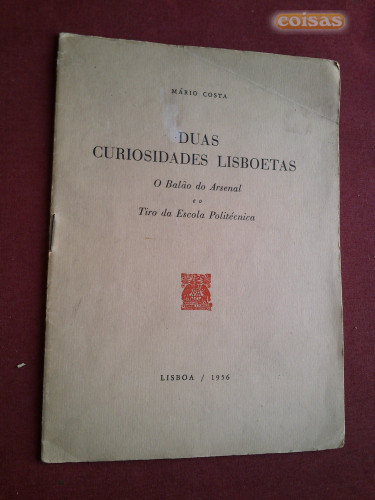 coisas
MÁRIO COSTA
DUAS
CURIOSIDADES LISBOETAS
O Balão do Arsenal
e o
Tiro da Escola Politécnica
LISBOA / 1956